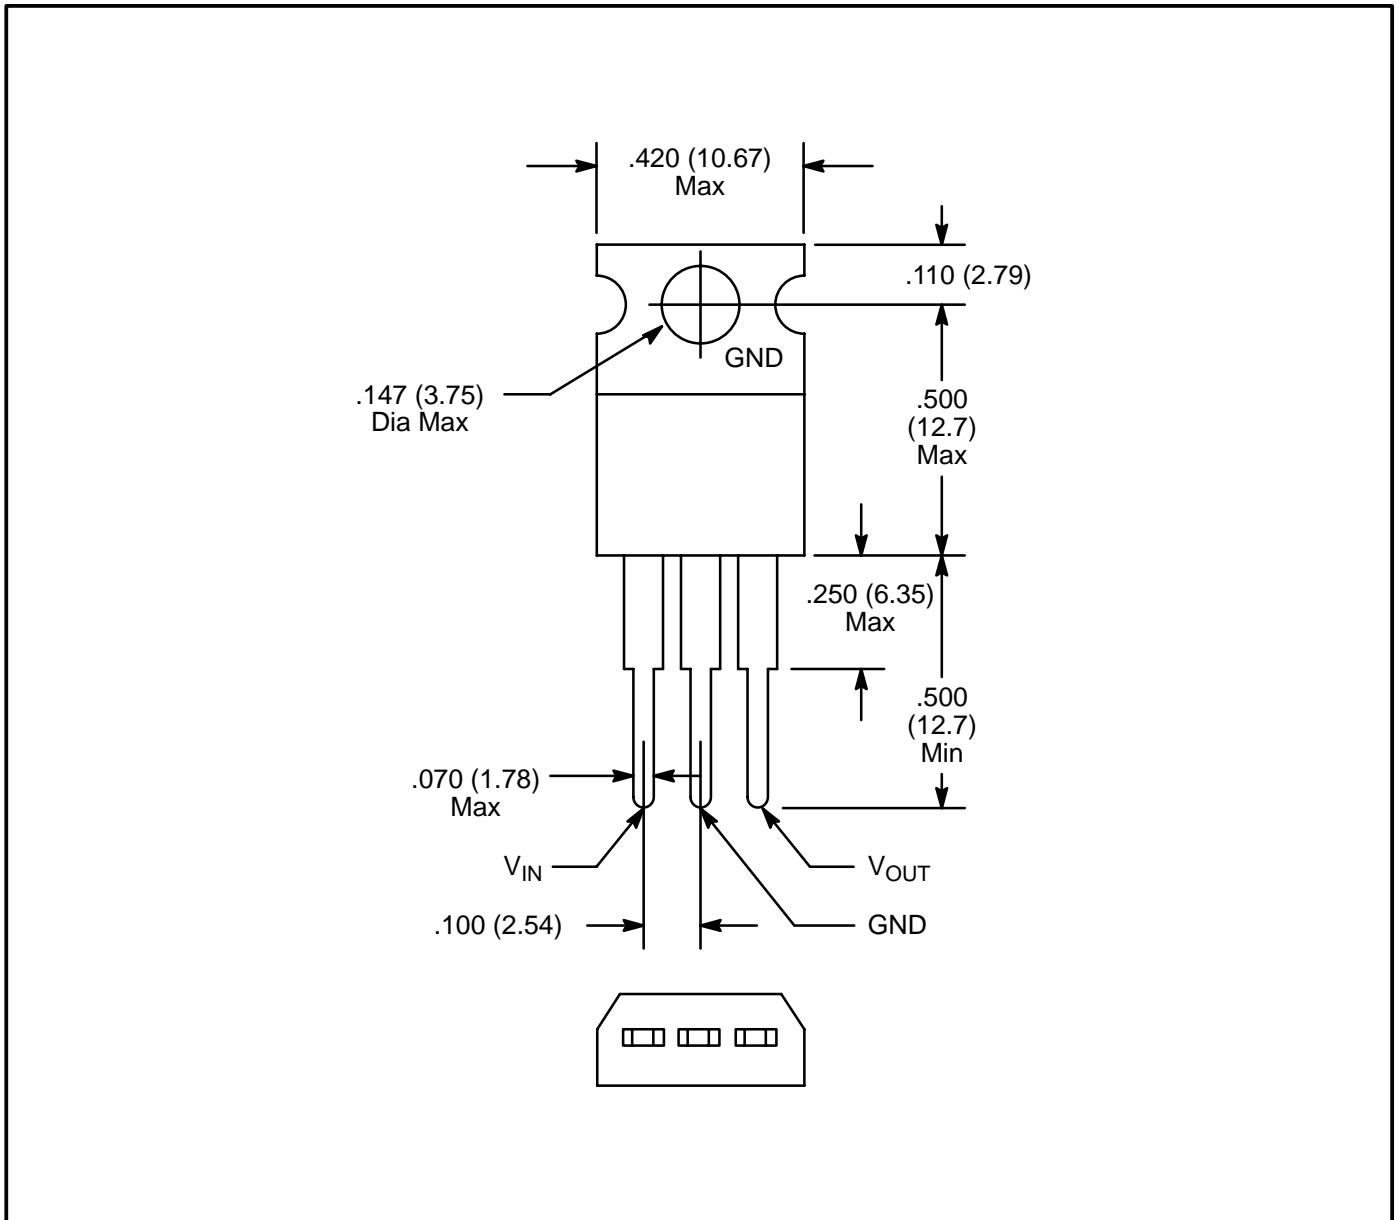 .420 (10.67)
Max
.110 (2.79)
GND
.147 (3.75)
Dia Max
.500
(12.7)
Max
.250 (6.35)
Max
.500
(12.7)
Min
.070 (1.78)
Max
VIN
VOUT
.100 (2.54)
GND